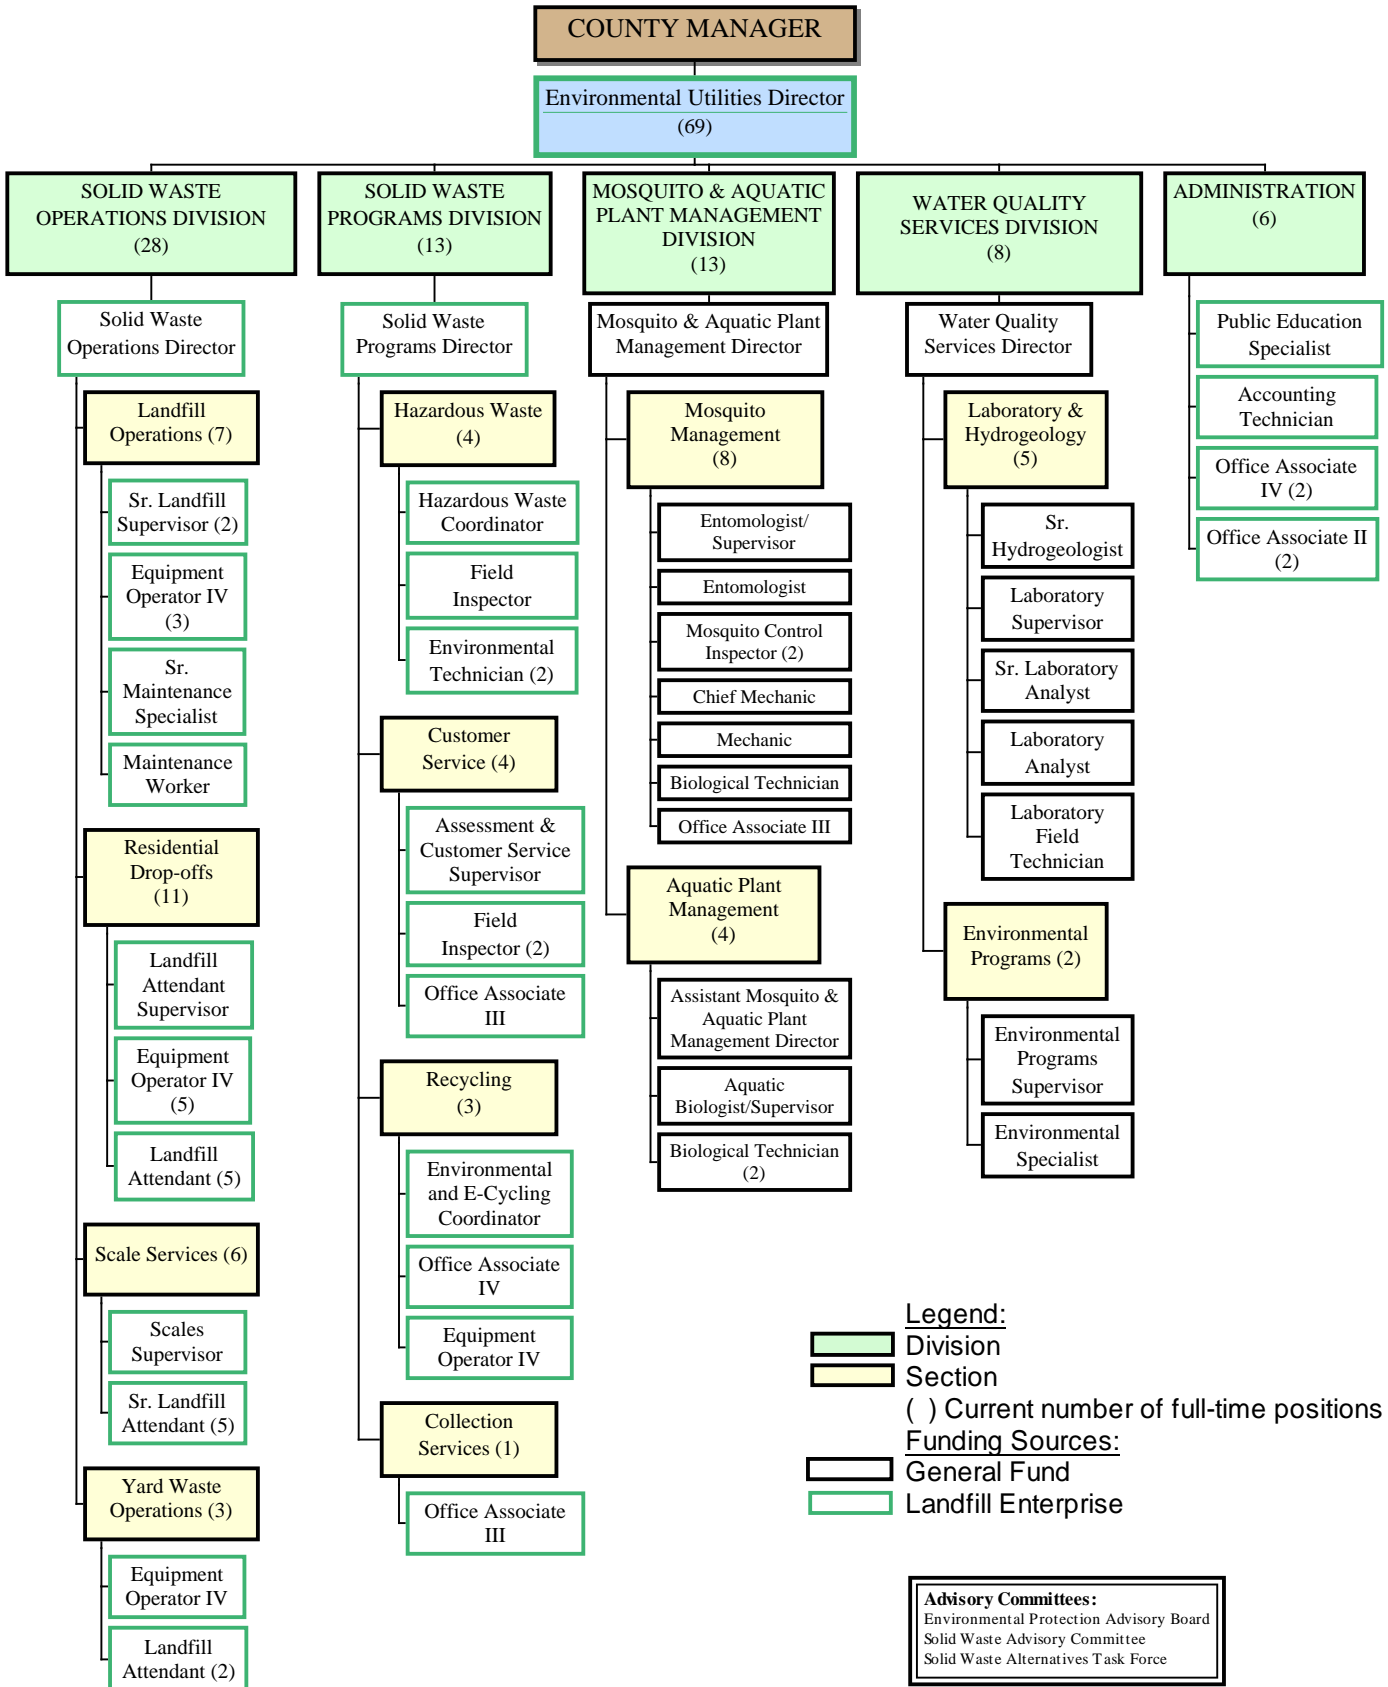 COUNTY MANAGER
Environmental Utilities Director
(69)
SOLID WASTE
OPERATIONS DIVISION
(28)
Solid Waste
Operations Director
Landfill
Operations (7)
Sr. Landfill
Supervisor (2)
Equipment
Operator IV
(3)
Sr.
Maintenance
Specialist
Maintenance
Worker
Residential
Drop-offs
(11)
Landfill
Attendant
Supervisor
Equipment
Operator IV
(5)
Landfill
Attendant (5)
Scale Services (6)
Scales
Supervisor
Sr. Landfill
Attendant (5)
Yard Waste
Operations (3)
Equipment
Operator IV
Landfill
Attendant (2)
SOLID WASTE
PROGRAMS DIVISION
(13)
Solid Waste
Programs Director
Hazardous Waste
(4)
Hazardous Waste
Coordinator
Field
Inspector
Environmental
Technician (2)
Customer
Service (4)
Assessment &
Customer Service
Supervisor
Field
Inspector (2)
Office Associate
III
Recycling
(3)
Environmental
and E-Cycling
Coordinator
Office Associate
IV
Equipment
Operator IV
Collection
Services (1)
Office Associate
III
MOSQUITO & AQUATIC
PLANT MANAGEMENT
DIVISION
(13)
Mosquito & Aquatic Plant
Management Director
Mosquito
Management
(8)
Entomologist/
Supervisor
Entomologist
Mosquito Control
Inspector (2)
Chief Mechanic
Mechanic
Biological Technician
Office Associate III
Aquatic Plant
Management
(4)
Assistant Mosquito &
Aquatic Plant
Management Director
Aquatic
Biologist/Supervisor
Biological Technician
(2)
WATER QUALITY
SERVICES DIVISION
(8)
Water Quality
Services Director
Laboratory &
Hydrogeology
(5)
Sr.
Hydrogeologist
Laboratory
Supervisor
Sr. Laboratory
Analyst
Laboratory
Analyst
Laboratory
Field
Technician
Environmental
Programs (2)
Environmental
Programs
Supervisor
Environmental
Specialist
ADMINISTRATION
(6)
Public Education
Specialist
Accounting
Technician
Office Associate
IV (2)
Office Associate II
(2)
Legend:
Division
Section
( ) Current number of full-time positions
Funding Sources:
General Fund
Landfill Enterprise
Advisory Committees:
Environmental Protection Advisory Board
Solid Waste Advisory Committee
Solid Waste Alternatives Task Force